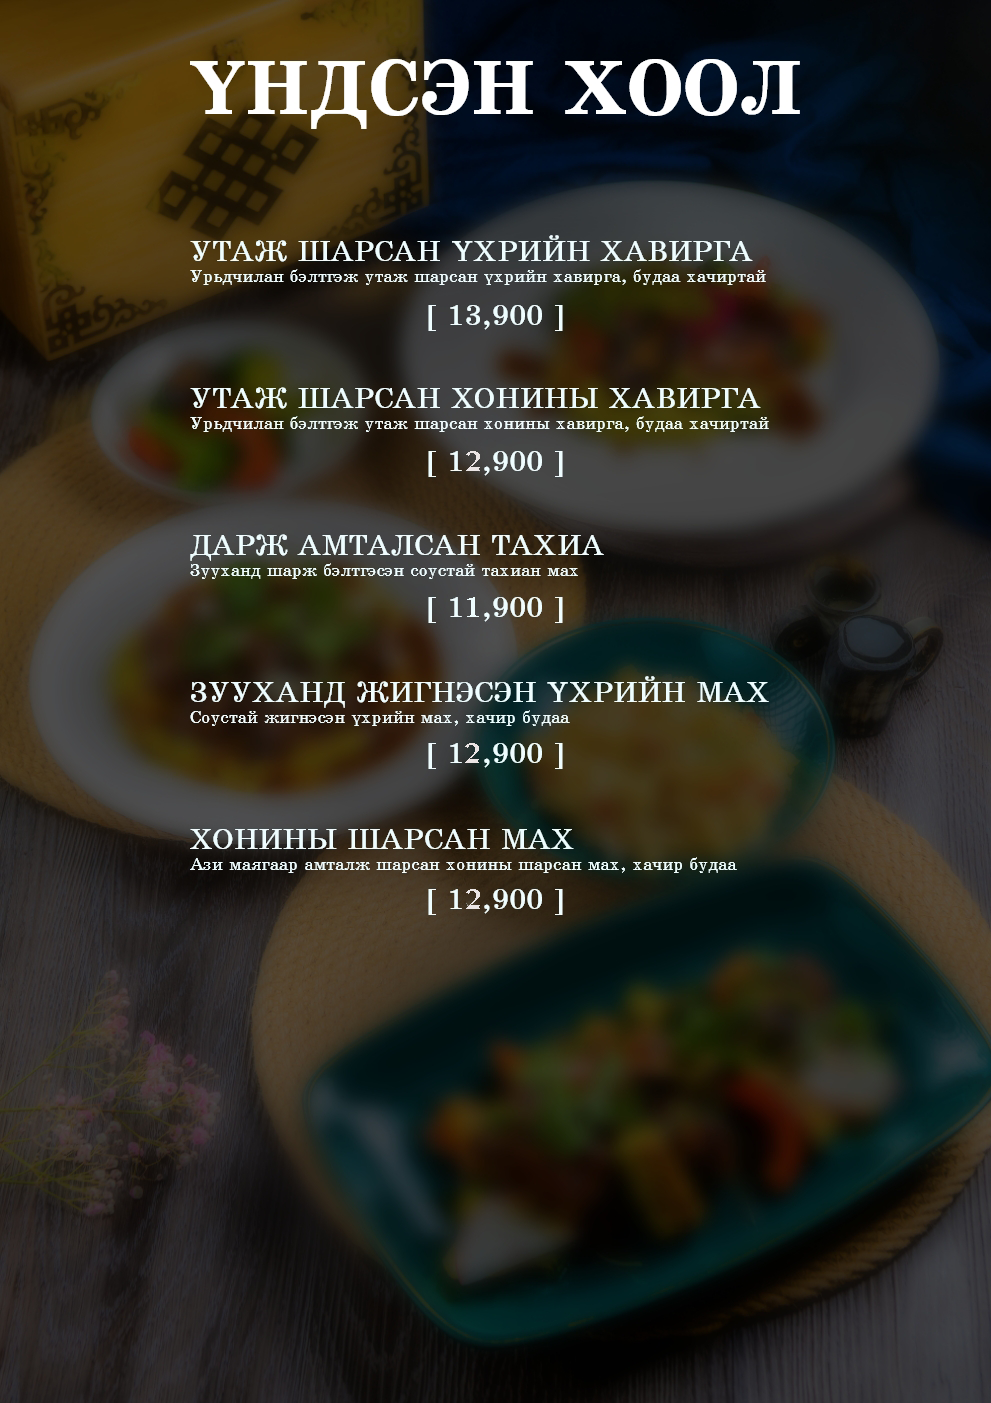 ҮНДСЭН ХООЛ
УТАЖ ШАРСАН ҮХРИЙН ХАВИРГА
Урьдчилан бэлтгэж утаж шарсан үхрийн хавирга, будаа хачиртай
[ 13,900 ]
УТАЖ ШАРСАН ХОНИНЫ ХАВИРГА
Урьдчилан бэлтгэж утаж шарсан хонины хавирга, будаа хачиртай
[ 12,900 ]
ДАРЖ АМТАЛСАН ТАХИА
Зууханд шарж бэлтгэсэн соустай тахиан мах
[ 11,900 ]
ЗУУХАНД ЖИГНЭСЭН ҮХРИЙН МАХ
Соустай жигнэсэн үхрийн мах, хачир будаа
[ 12,900 ]
ХОНИНЫ ШАРСАН МАХ
Ази маягаар амталж шарсан хонины шарсан мах, хачир будаа
[ 12,900 ]